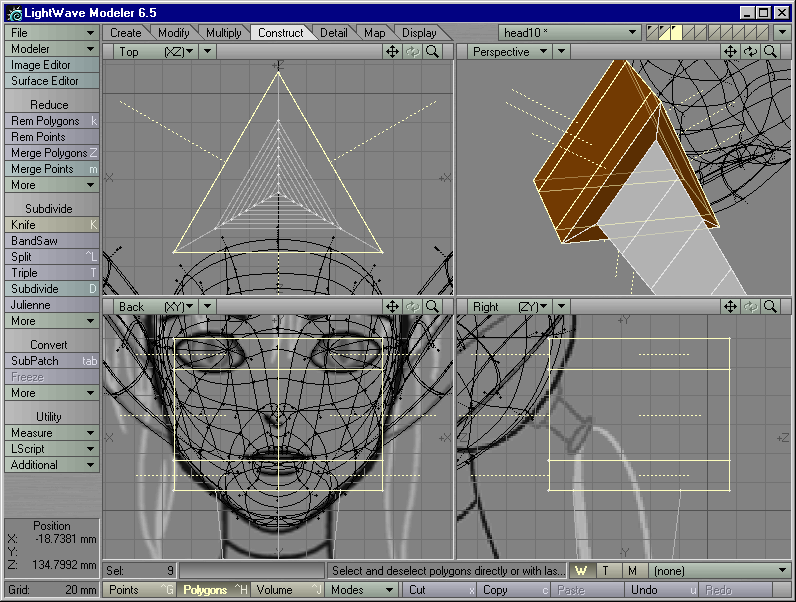 LightWave Modeler 6.5
File
Create Modify Multiply Construct Detail Map Display
head10 *
Modeler
Image Editor
Surface Editor
Reduce
Rem Polygons k
Rem Points
Merge Polygons Z
Merge Points m
More
Subdivide
Knife K
BandSaw
Split ^L
Triple T
Subdivide D
Julienne
More
Convert
SubPatch tab
Freeze
More
Utility
Measure
LScript
Additional
Top (XZ)
Perspective
Back (XY)
Right (ZY)
+Z
-X
+X
+Y
-Y
-X
+X
+Y
-Y
+Z
Position
X: -18.7381 mm
Y:
Z: 134.7992 mm
Grid: 20 mm
Sel: 9
Select and deselect polygons directly or with las...
W T M (none)
Points ^G Polygons ^H Volume ^J Modes Cut x Copy c Paste Undo u Redo